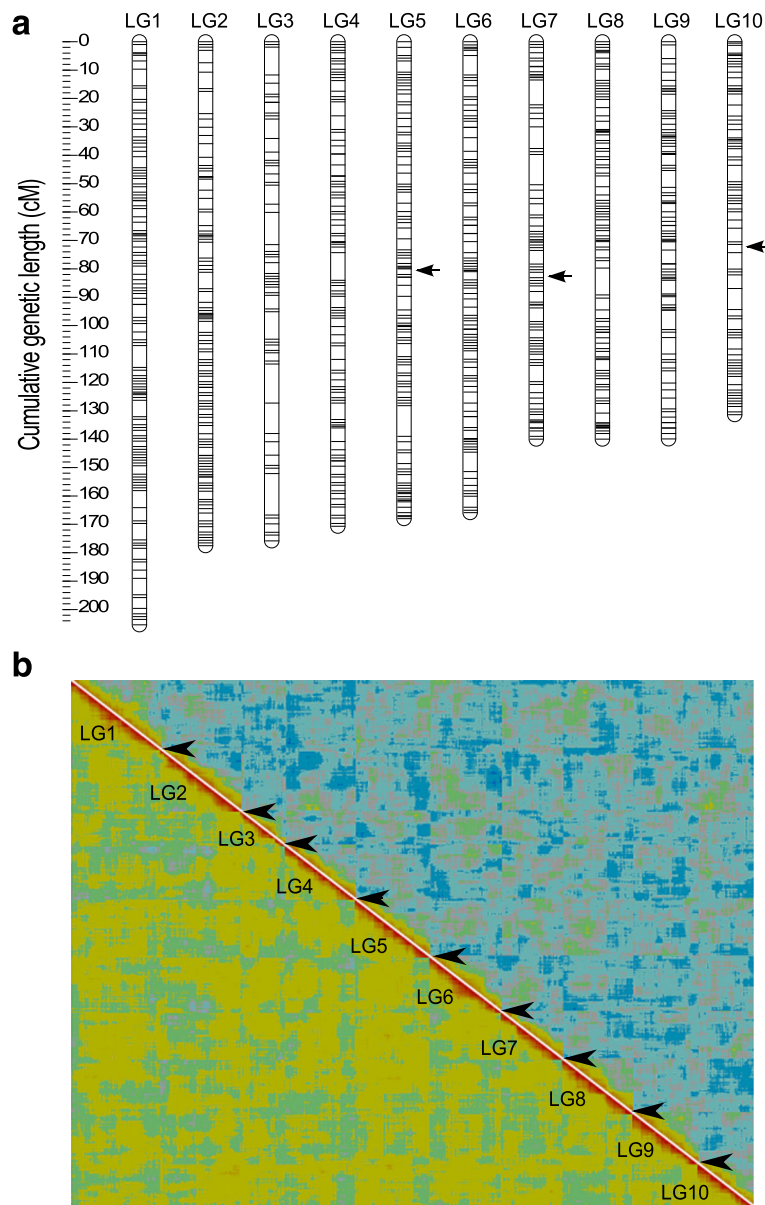 a
LG1 LG2 LG3 LG4 LG5 LG6 LG7 LG8 LG9 LG10
Cumulative genetic length (cM)
0
10
20
30
40
50
60
70
80
90
100
110
120
130
140
150
160
170
180
190
200
b
LG1
LG2
LG3
LG4
LG5
LG6
LG7
LG8
LG9
LG10